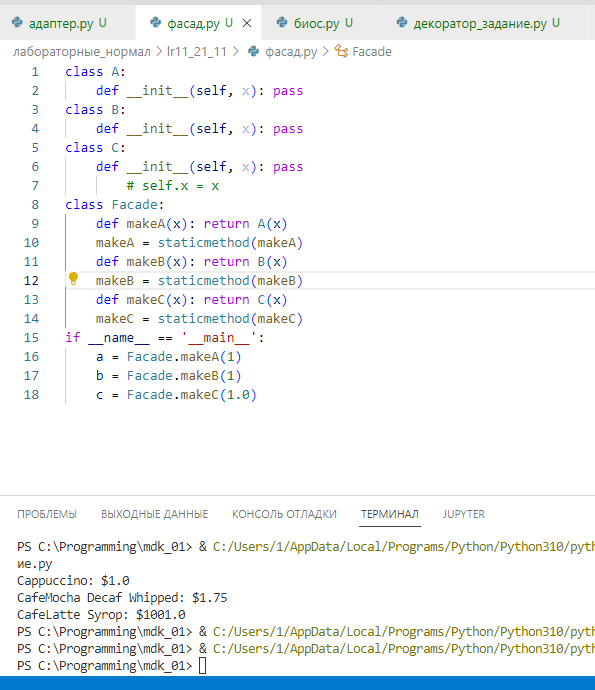 адаптер.py U фасад.py U × биос.py U декоратор_задание.py U
лабораторные_нормал > lr11_21_11 > фасад.py > Facade
1 class A:
2 def __init__(self, x): pass
3 class B:
4 def __init__(self, x): pass
5 class C:
6 def __init__(self, x): pass
7 # self.x = x
8 class Facade:
9 def makeA(x): return A(x)
10 makeA = staticmethod(makeA)
11 def makeB(x): return B(x)
12 makeB = staticmethod(makeB)
13 def makeC(x): return C(x)
14 makeC = staticmethod(makeC)
15 if __name__ == '__main__':
16 a = Facade.makeA(1)
17 b = Facade.makeB(1)
18 c = Facade.makeC(1.0)
ПРОБЛЕМЫ ВЫХОДНЫЕ ДАННЫЕ КОНСОЛЬ ОТЛАДКИ ТЕРМИНАЛ JUPYTER
PS C:\Programming\mdk_01> & C:/Users/1/AppData/Local/Programs/Python/Python310/pyth
ие.py
Cappuccino: $1.0
CafeMocha Decaf Whipped: $1.75
CafeLatte Syrop: $1001.0
PS C:\Programming\mdk_01> & C:/Users/1/AppData/Local/Programs/Python/Python310/pyth
PS C:\Programming\mdk_01> & C:/Users/1/AppData/Local/Programs/Python/Python310/pyth
PS C:\Programming\mdk_01>